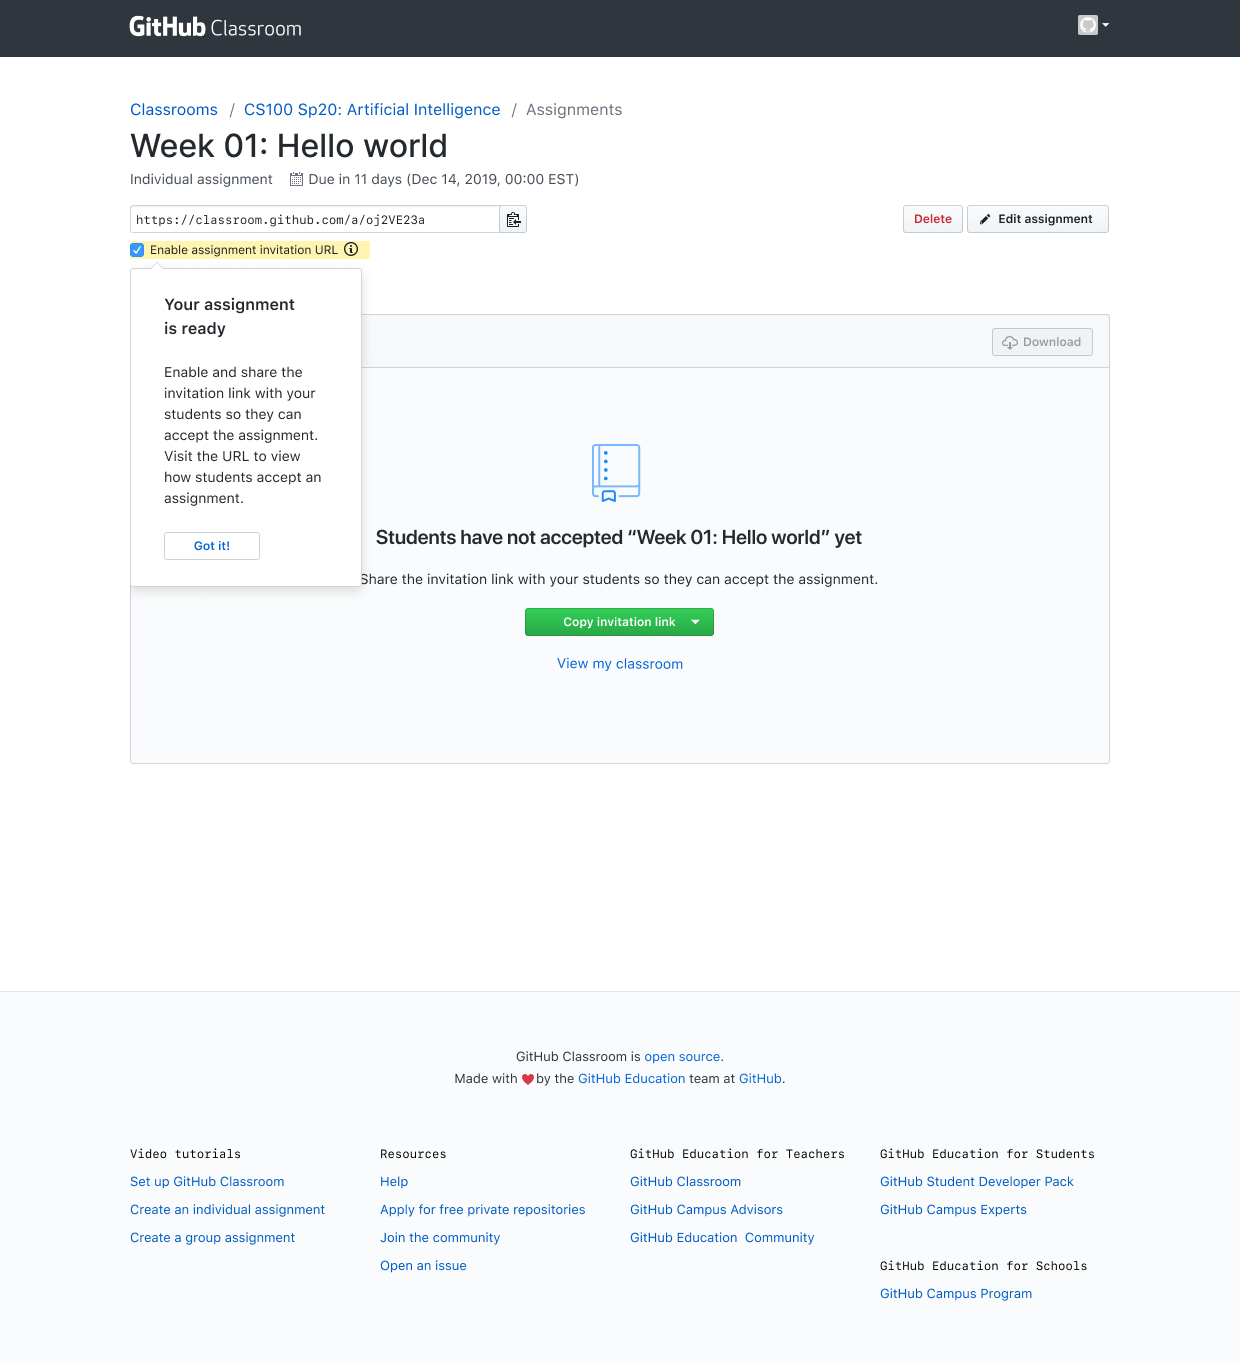 GitHub Classroom
Classrooms / CS100 Sp20: Artificial Intelligence / Assignments
Week 01: Hello world
Individual assignment Due in 11 days (Dec 14, 2019, 00:00 EST)
https://classroom.github.com/a/oj2VE23a
Delete
Edit assignment
Enable assignment invitation URL
Your assignment
is ready
Enable and share the
invitation link with your
students so they can
accept the assignment.
Visit the URL to view
how students accept an
assignment.
Got it!
Download
Students have not accepted “Week 01: Hello world” yet
Share the invitation link with your students so they can accept the assignment.
Copy invitation link
View my classroom
GitHub Classroom is open source.
Made with by the GitHub Education team at GitHub.
Video tutorials
Set up GitHub Classroom
Create an individual assignment
Create a group assignment
Resources
Help
Apply for free private repositories
Join the community
Open an issue
GitHub Education for Teachers
GitHub Classroom
GitHub Campus Advisors
GitHub Education Community
GitHub Education for Students
GitHub Student Developer Pack
GitHub Campus Experts
GitHub Education for Schools
GitHub Campus Program